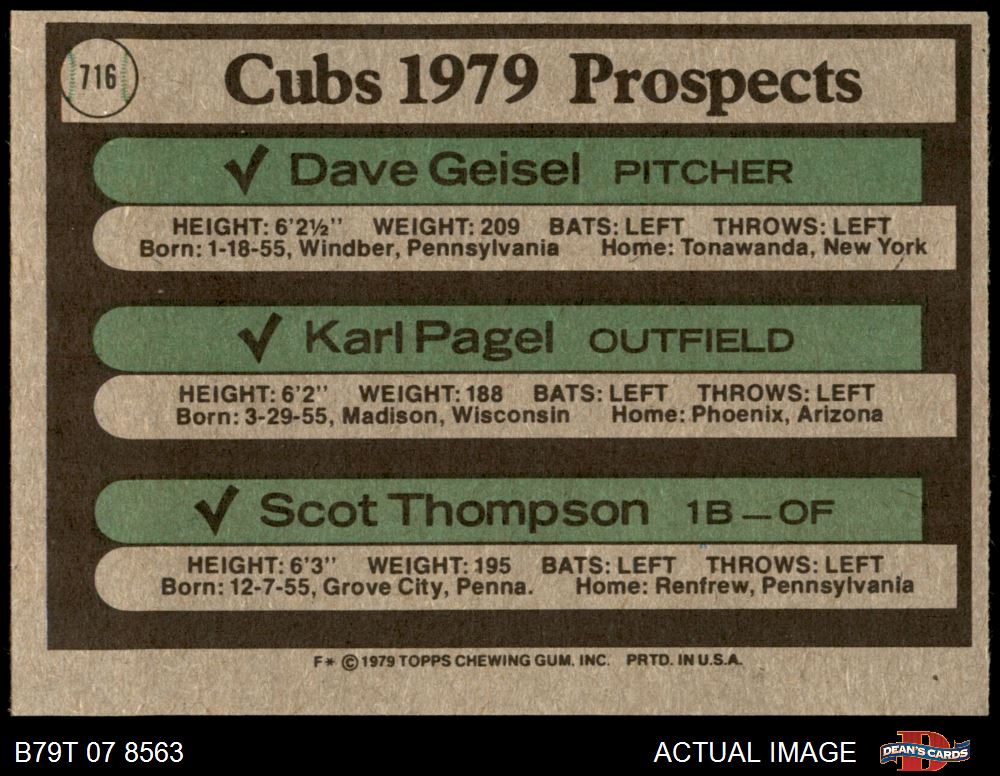 716
Cubs 1979 Prospects
✓ Dave Geisel PITCHER
HEIGHT: 6'2½" WEIGHT: 209 BATS: LEFT THROWS: LEFT
Born: 1-18-55, Windber, Pennsylvania Home: Tonawanda, New York
✓ Karl Pagel OUTFIELD
HEIGHT: 6'2" WEIGHT: 188 BATS: LEFT THROWS: LEFT
Born: 3-29-55, Madison, Wisconsin Home: Phoenix, Arizona
✓ Scot Thompson 1B—OF
HEIGHT: 6'3" WEIGHT: 195 BATS: LEFT THROWS: LEFT
Born: 12-7-55, Grove City, Penna. Home: Renfrew, Pennsylvania
F* © 1979 TOPPS CHEWING GUM. INC. PRTD. IN U.S.A.
B79T 07 8563
ACTUAL IMAGE
D
DEAN'S CARDS